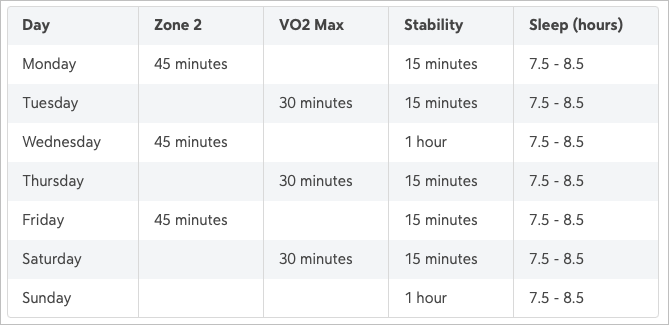 Day Zone 2 VO2 Max Stability Sleep (hours)
Monday 45 minutes 15 minutes 7.5 - 8.5
Tuesday 30 minutes 15 minutes 7.5 - 8.5
Wednesday 45 minutes 1 hour 7.5 - 8.5
Thursday 30 minutes 15 minutes 7.5 - 8.5
Friday 45 minutes 15 minutes 7.5 - 8.5
Saturday 30 minutes 15 minutes 7.5 - 8.5
Sunday 1 hour 7.5 - 8.5